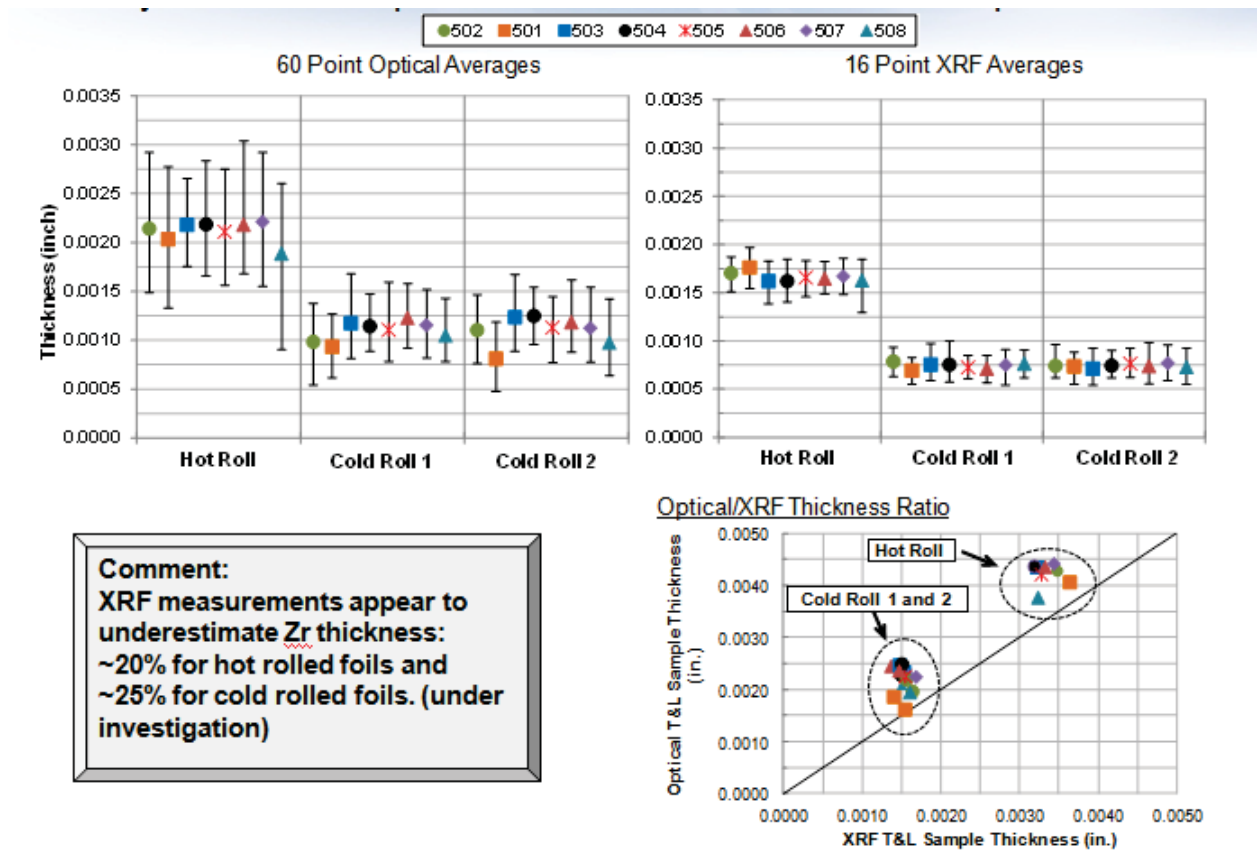 502 501 503 504 505 506 507 508
60 Point Optical Averages
16 Point XRF Averages
Thickness (inch)
0.0035
0.0030
0.0025
0.0020
0.0015
0.0010
0.0005
0.0000
Hot Roll Cold Roll 1 Cold Roll 2
0.0035
0.0030
0.0025
0.0020
0.0015
0.0010
0.0005
0.0000
Hot Roll Cold Roll 1 Cold Roll 2
Comment:
XRF measurements appear to
underestimate Zr thickness:
~20% for hot rolled foils and
~25% for cold rolled foils. (under
investigation)
Optical/XRF Thickness Ratio
Optical T&L Sample Thickness
(in.)
0.0050
0.0040
0.0030
0.0020
0.0010
0.0000
Hot Roll
Cold Roll 1 and 2
0.0000 0.0010 0.0020 0.0030 0.0040 0.0050
XRF T&L Sample Thickness (in.)